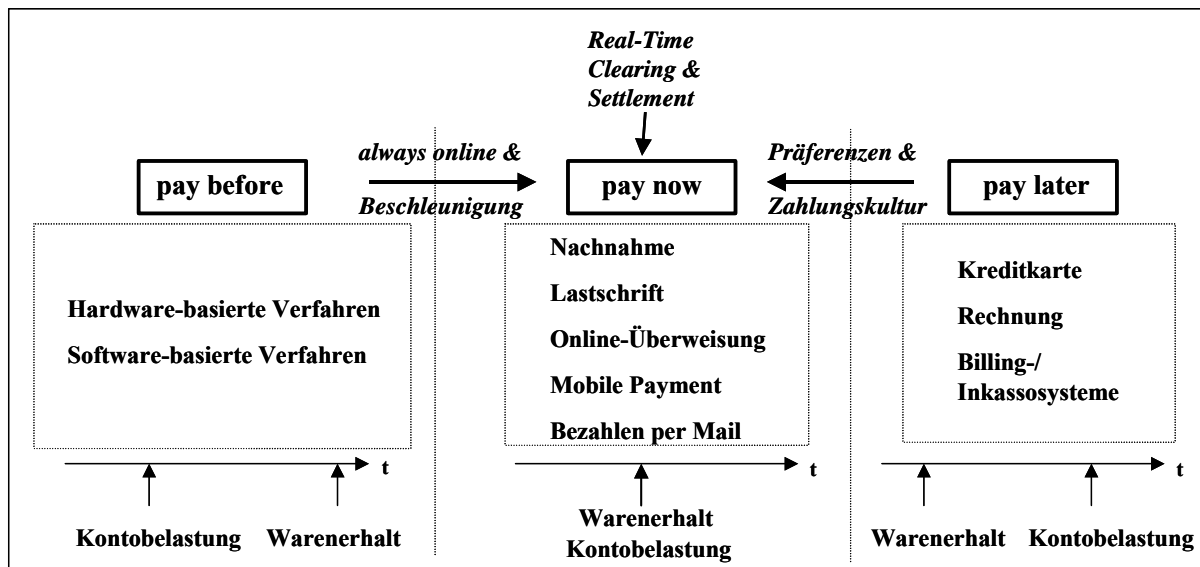 Real-Time
Clearing &
Settlement
always online &
Präferenzen &
pay before
pay now
pay later
Beschleunigung
Zahlungskultur
Hardware-basierte Verfahren
Software-basierte Verfahren
Nachnahme
Lastschrift
Online-Überweisung
Mobile Payment
Bezahlen per Mail
Kreditkarte
Rechnung
Billing-/
Inkassosysteme
t
t
t
Kontobelastung
Warenerhalt
Warenerhalt
Kontobelastung
Warenerhalt
Kontobelastung